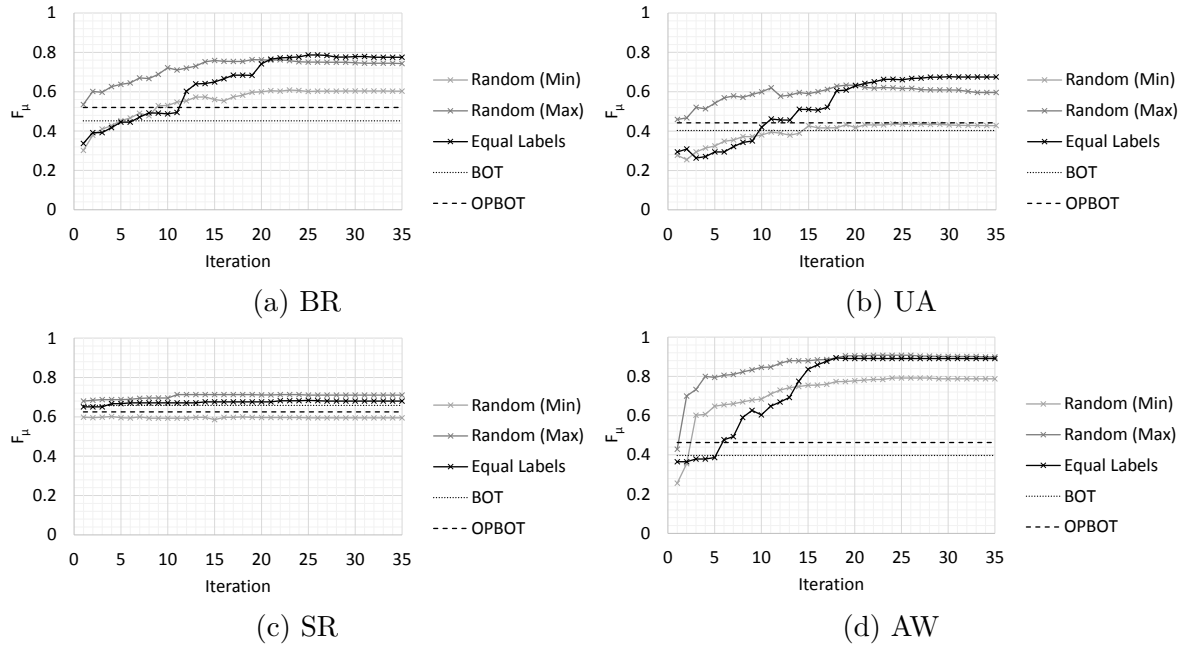 1
0.8
0.6
0.4
0.2
0
F_μ
0 5 10 15 20 25 30 35
Iteration
Random (Min)
Random (Max)
Equal Labels
BOT
OPBOT
(a) BR
1
0.8
0.6
0.4
0.2
0
F_μ
0 5 10 15 20 25 30 35
Iteration
Random (Min)
Random (Max)
Equal Labels
BOT
OPBOT
(b) UA
1
0.8
0.6
0.4
0.2
0
F_μ
0 5 10 15 20 25 30 35
Iteration
Random (Min)
Random (Max)
Equal Labels
BOT
OPBOT
(c) SR
1
0.8
0.6
0.4
0.2
0
F_μ
0 5 10 15 20 25 30 35
Iteration
Random (Min)
Random (Max)
Equal Labels
BOT
OPBOT
(d) AW